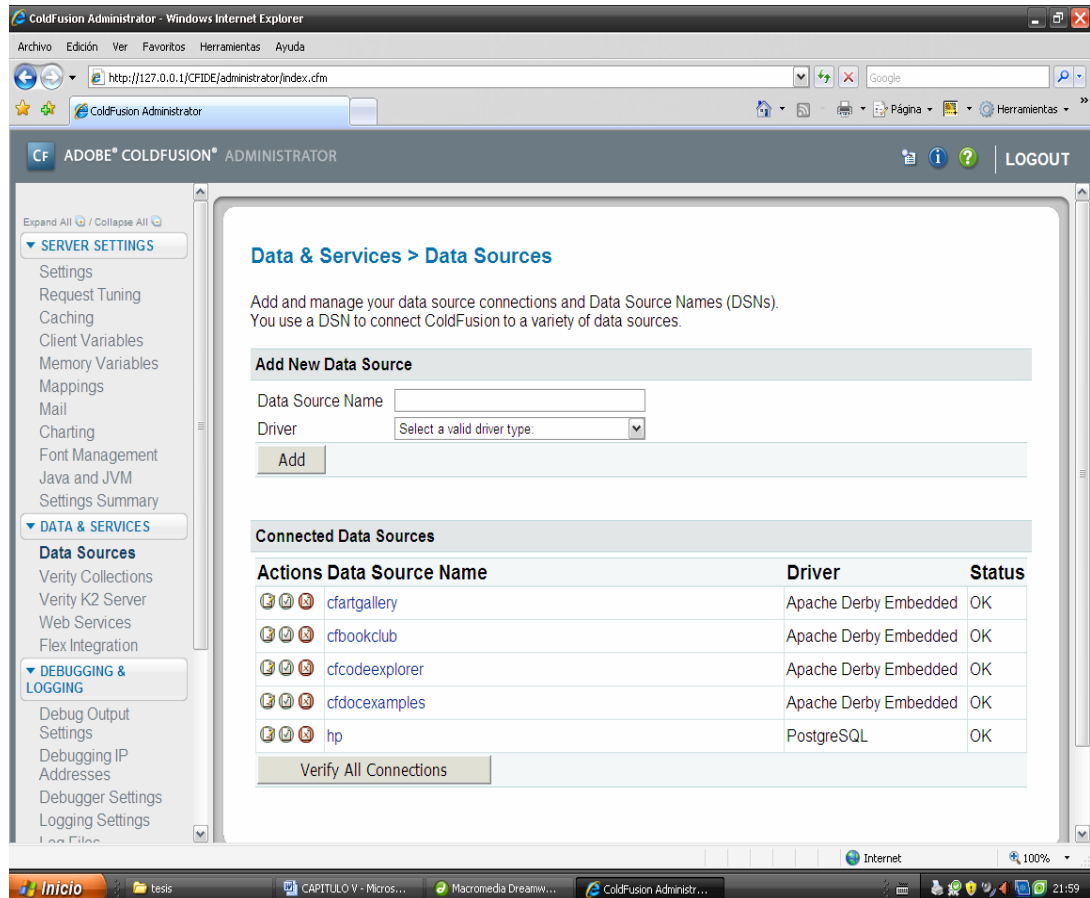 ColdFusion Administrator - Windows Internet Explorer
Archivo Edición Ver Favoritos Herramientas Ayuda
http://127.0.0.1/CFIDE/administrator/index.cfm
Google
ColdFusion Administrator
Página
Herramientas
CF ADOBE® COLDFUSION® ADMINISTRATOR
LOGOUT
Expand All / Collapse All
SERVER SETTINGS
Settings
Request Tuning
Caching
Client Variables
Memory Variables
Mappings
Mail
Charting
Font Management
Java and JVM
Settings Summary
DATA & SERVICES
Data Sources
Verity Collections
Verity K2 Server
Web Services
Flex Integration
DEBUGGING &
LOGGING
Debug Output
Settings
Debugging IP
Addresses
Debugger Settings
Logging Settings
Log Files
Data & Services > Data Sources
Add and manage your data source connections and Data Source Names (DSNs).
You use a DSN to connect ColdFusion to a variety of data sources.
Add New Data Source
Data Source Name
Driver Select a valid driver type:
Add
Connected Data Sources
Actions Data Source Name Driver Status
cfartgallery Apache Derby Embedded OK
cfbookclub Apache Derby Embedded OK
cfcodeexplorer Apache Derby Embedded OK
cfdocexamples Apache Derby Embedded OK
hp PostgreSQL OK
Verify All Connections
Internet 100%
Inicio tesis CAPITULO V - Micros... Macromedia Dreamw... ColdFusion Administr... 21:59